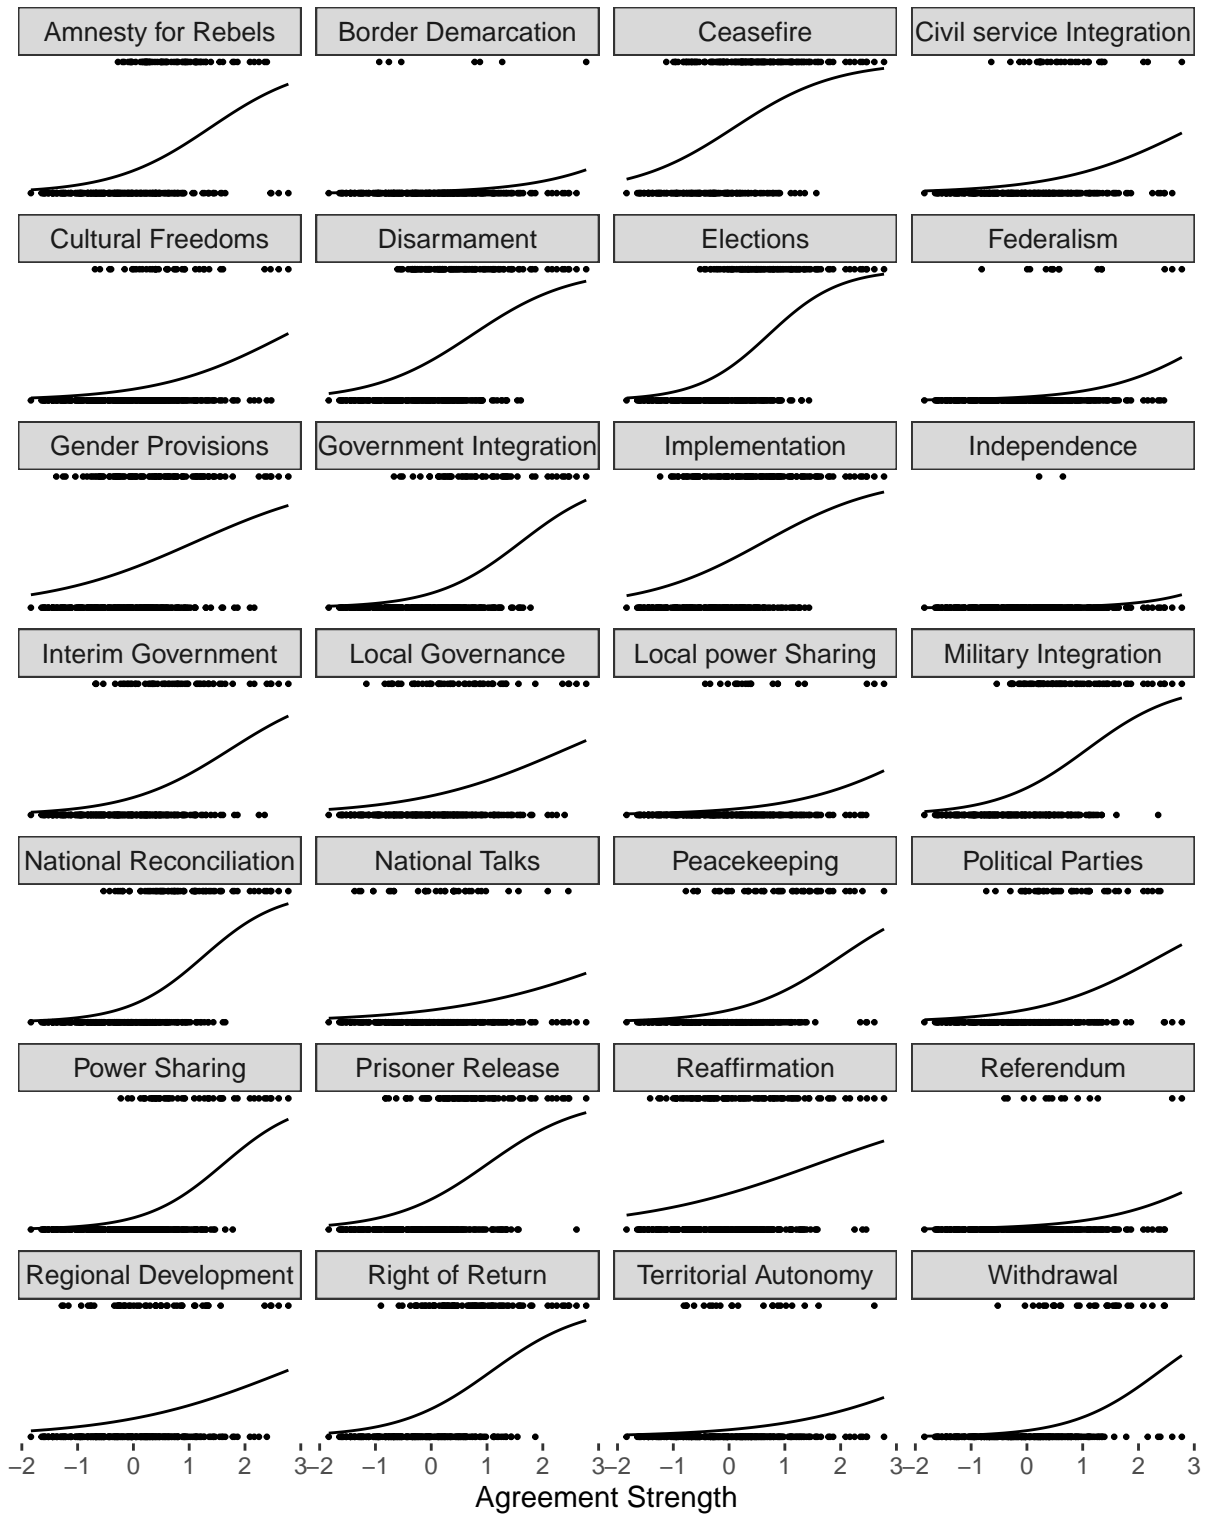 Amnesty for Rebels
Border Demarcation
Ceasefire
Civil service Integration
Cultural Freedoms
Disarmament
Elections
Federalism
Gender Provisions
Government Integration
Implementation
Independence
Interim Government
Local Governance
Local power Sharing
Military Integration
National Reconciliation
National Talks
Peacekeeping
Political Parties
Power Sharing
Prisoner Release
Reaffirmation
Referendum
Regional Development
Right of Return
Territorial Autonomy
Withdrawal
−2 −1 0 1 2 3 −2 −1 0 1 2 3 −2 −1 0 1 2 3 −2 −1 0 1 2 3
Agreement Strength